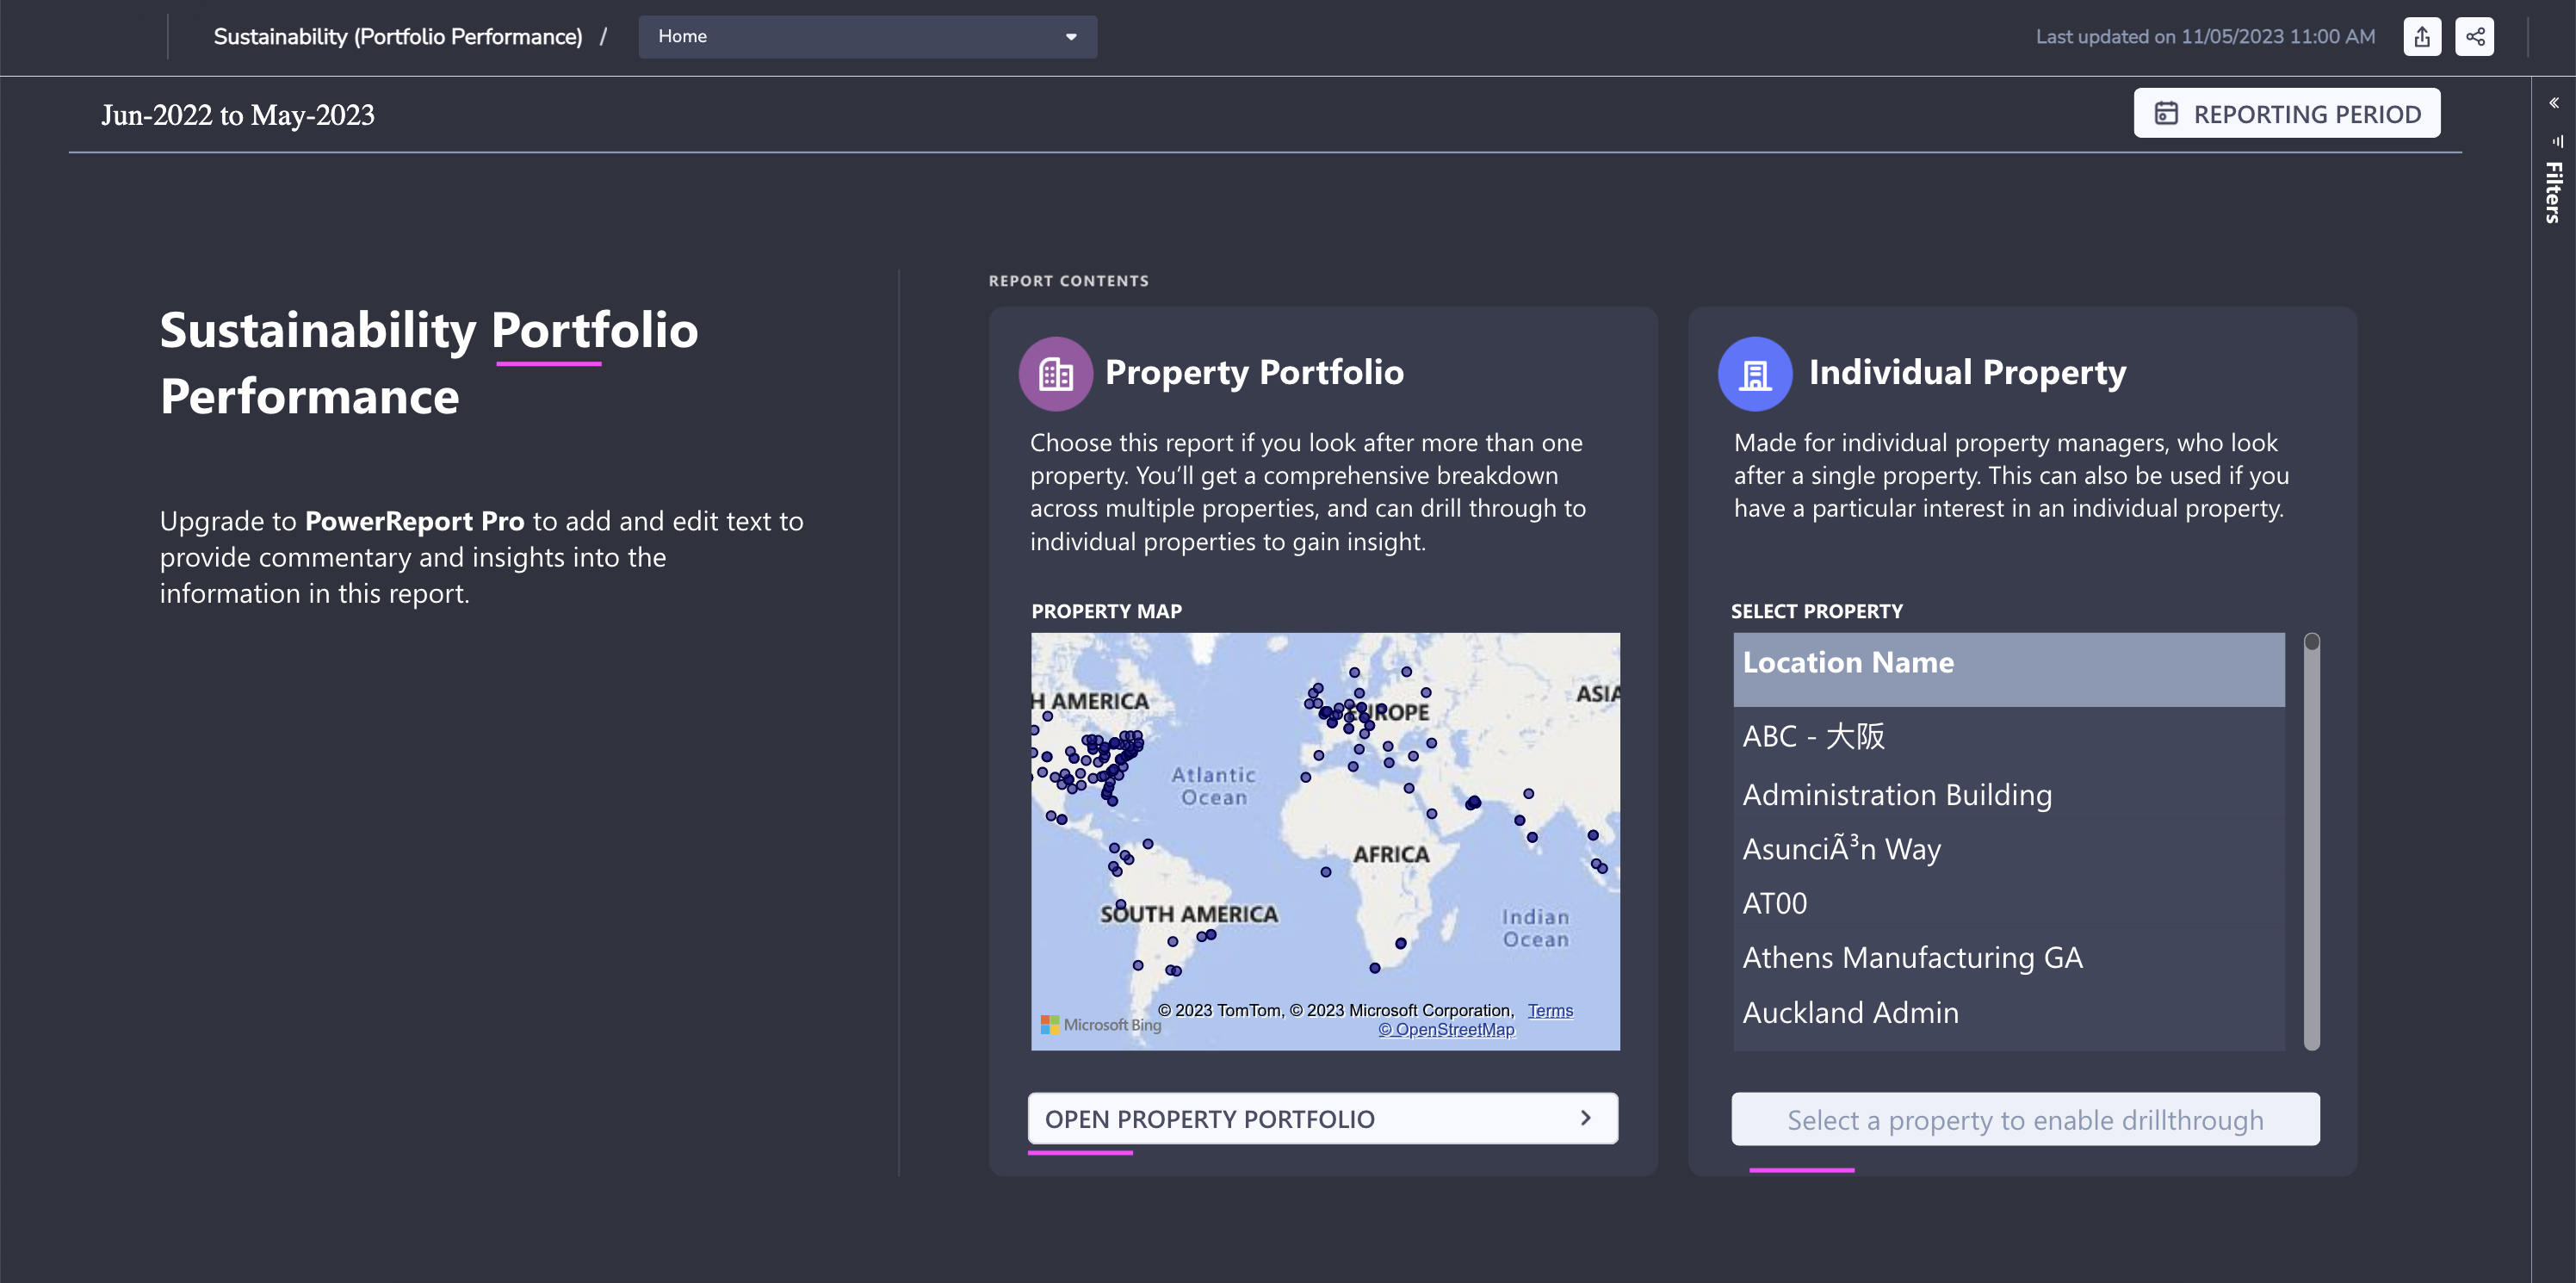 Sustainability (Portfolio Performance) /
Home
Last updated on 11/05/2023 11:00 AM
Jun-2022 to May-2023
REPORTING PERIOD
Filters
Sustainability Portfolio
Performance
Upgrade to PowerReport Pro to add and edit text to
provide commentary and insights into the
information in this report.
REPORT CONTENTS
Property Portfolio
Choose this report if you look after more than one
property. You’ll get a comprehensive breakdown
across multiple properties, and can drill through to
individual properties to gain insight.
PROPERTY MAP
H AMERICA
EUROPE
ASIA
Atlantic
Ocean
AFRICA
SOUTH AMERICA
Indian
Ocean
© 2023 TomTom, © 2023 Microsoft Corporation, Terms
© OpenStreetMap
Microsoft Bing
OPEN PROPERTY PORTFOLIO
Individual Property
Made for individual property managers, who look
after a single property. This can also be used if you
have a particular interest in an individual property.
SELECT PROPERTY
Location Name
ABC - 大阪
Administration Building
AsunciÃ³n Way
AT00
Athens Manufacturing GA
Auckland Admin
Select a property to enable drillthrough